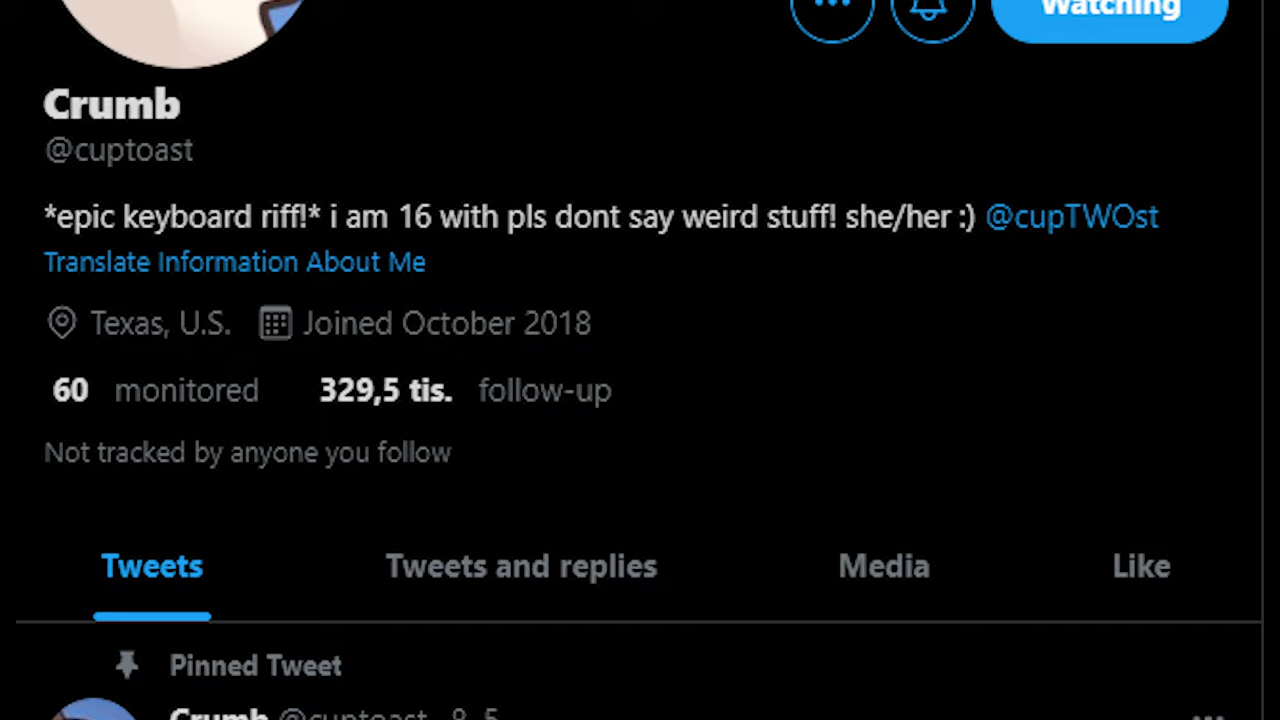 Watching
Crumb
@cuptoast
*epic keyboard riff!* i am 16 with pls dont say weird stuff! she/her :) @cupTWOst
Translate Information About Me
Texas, U.S. Joined October 2018
60 monitored 329,5 tis. follow-up
Not tracked by anyone you follow
Tweets Tweets and replies Media Like
Pinned Tweet
Crumb @cuptoast 8. 5.